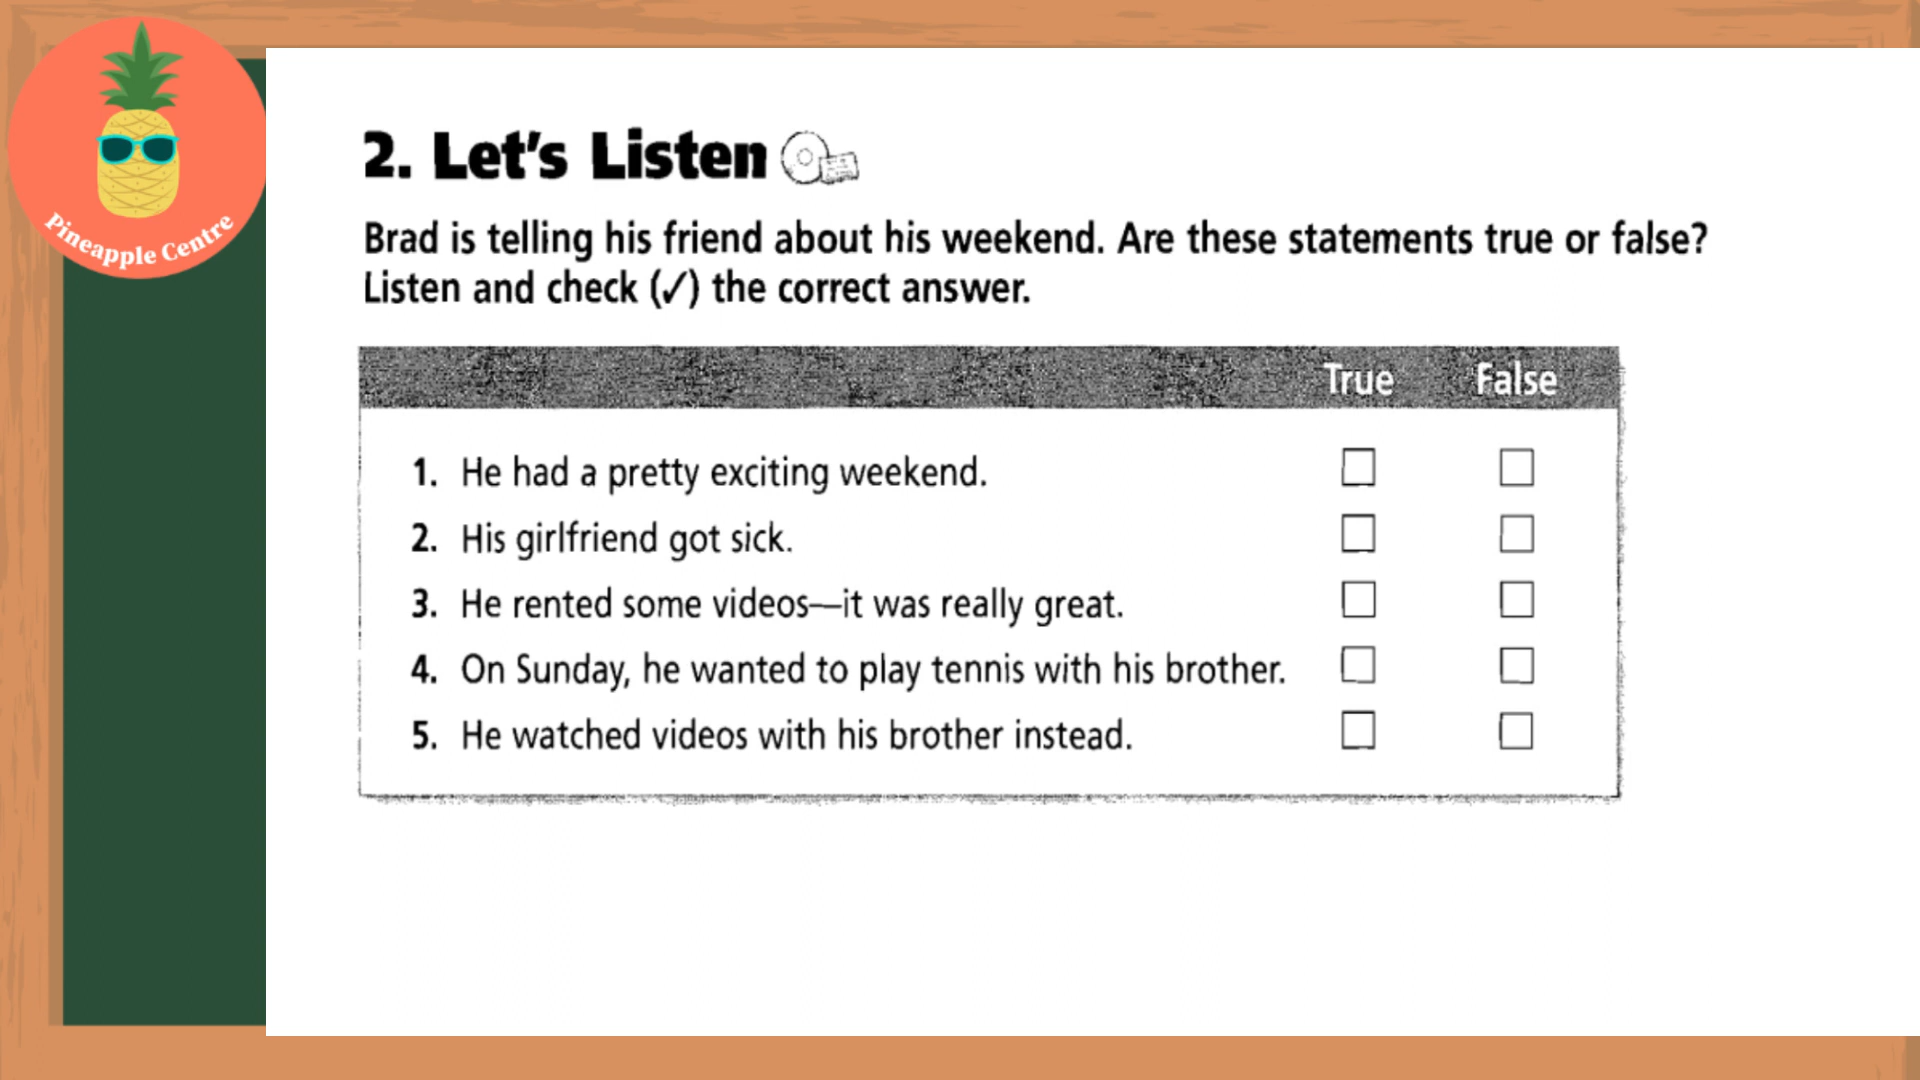 Pineapple Centre
2. Let's Listen
Brad is telling his friend about his weekend. Are these statements true or false?
Listen and check (✓) the correct answer.
True False
1. He had a pretty exciting weekend.
2. His girlfriend got sick.
3. He rented some videos—it was really great.
4. On Sunday, he wanted to play tennis with his brother.
5. He watched videos with his brother instead.